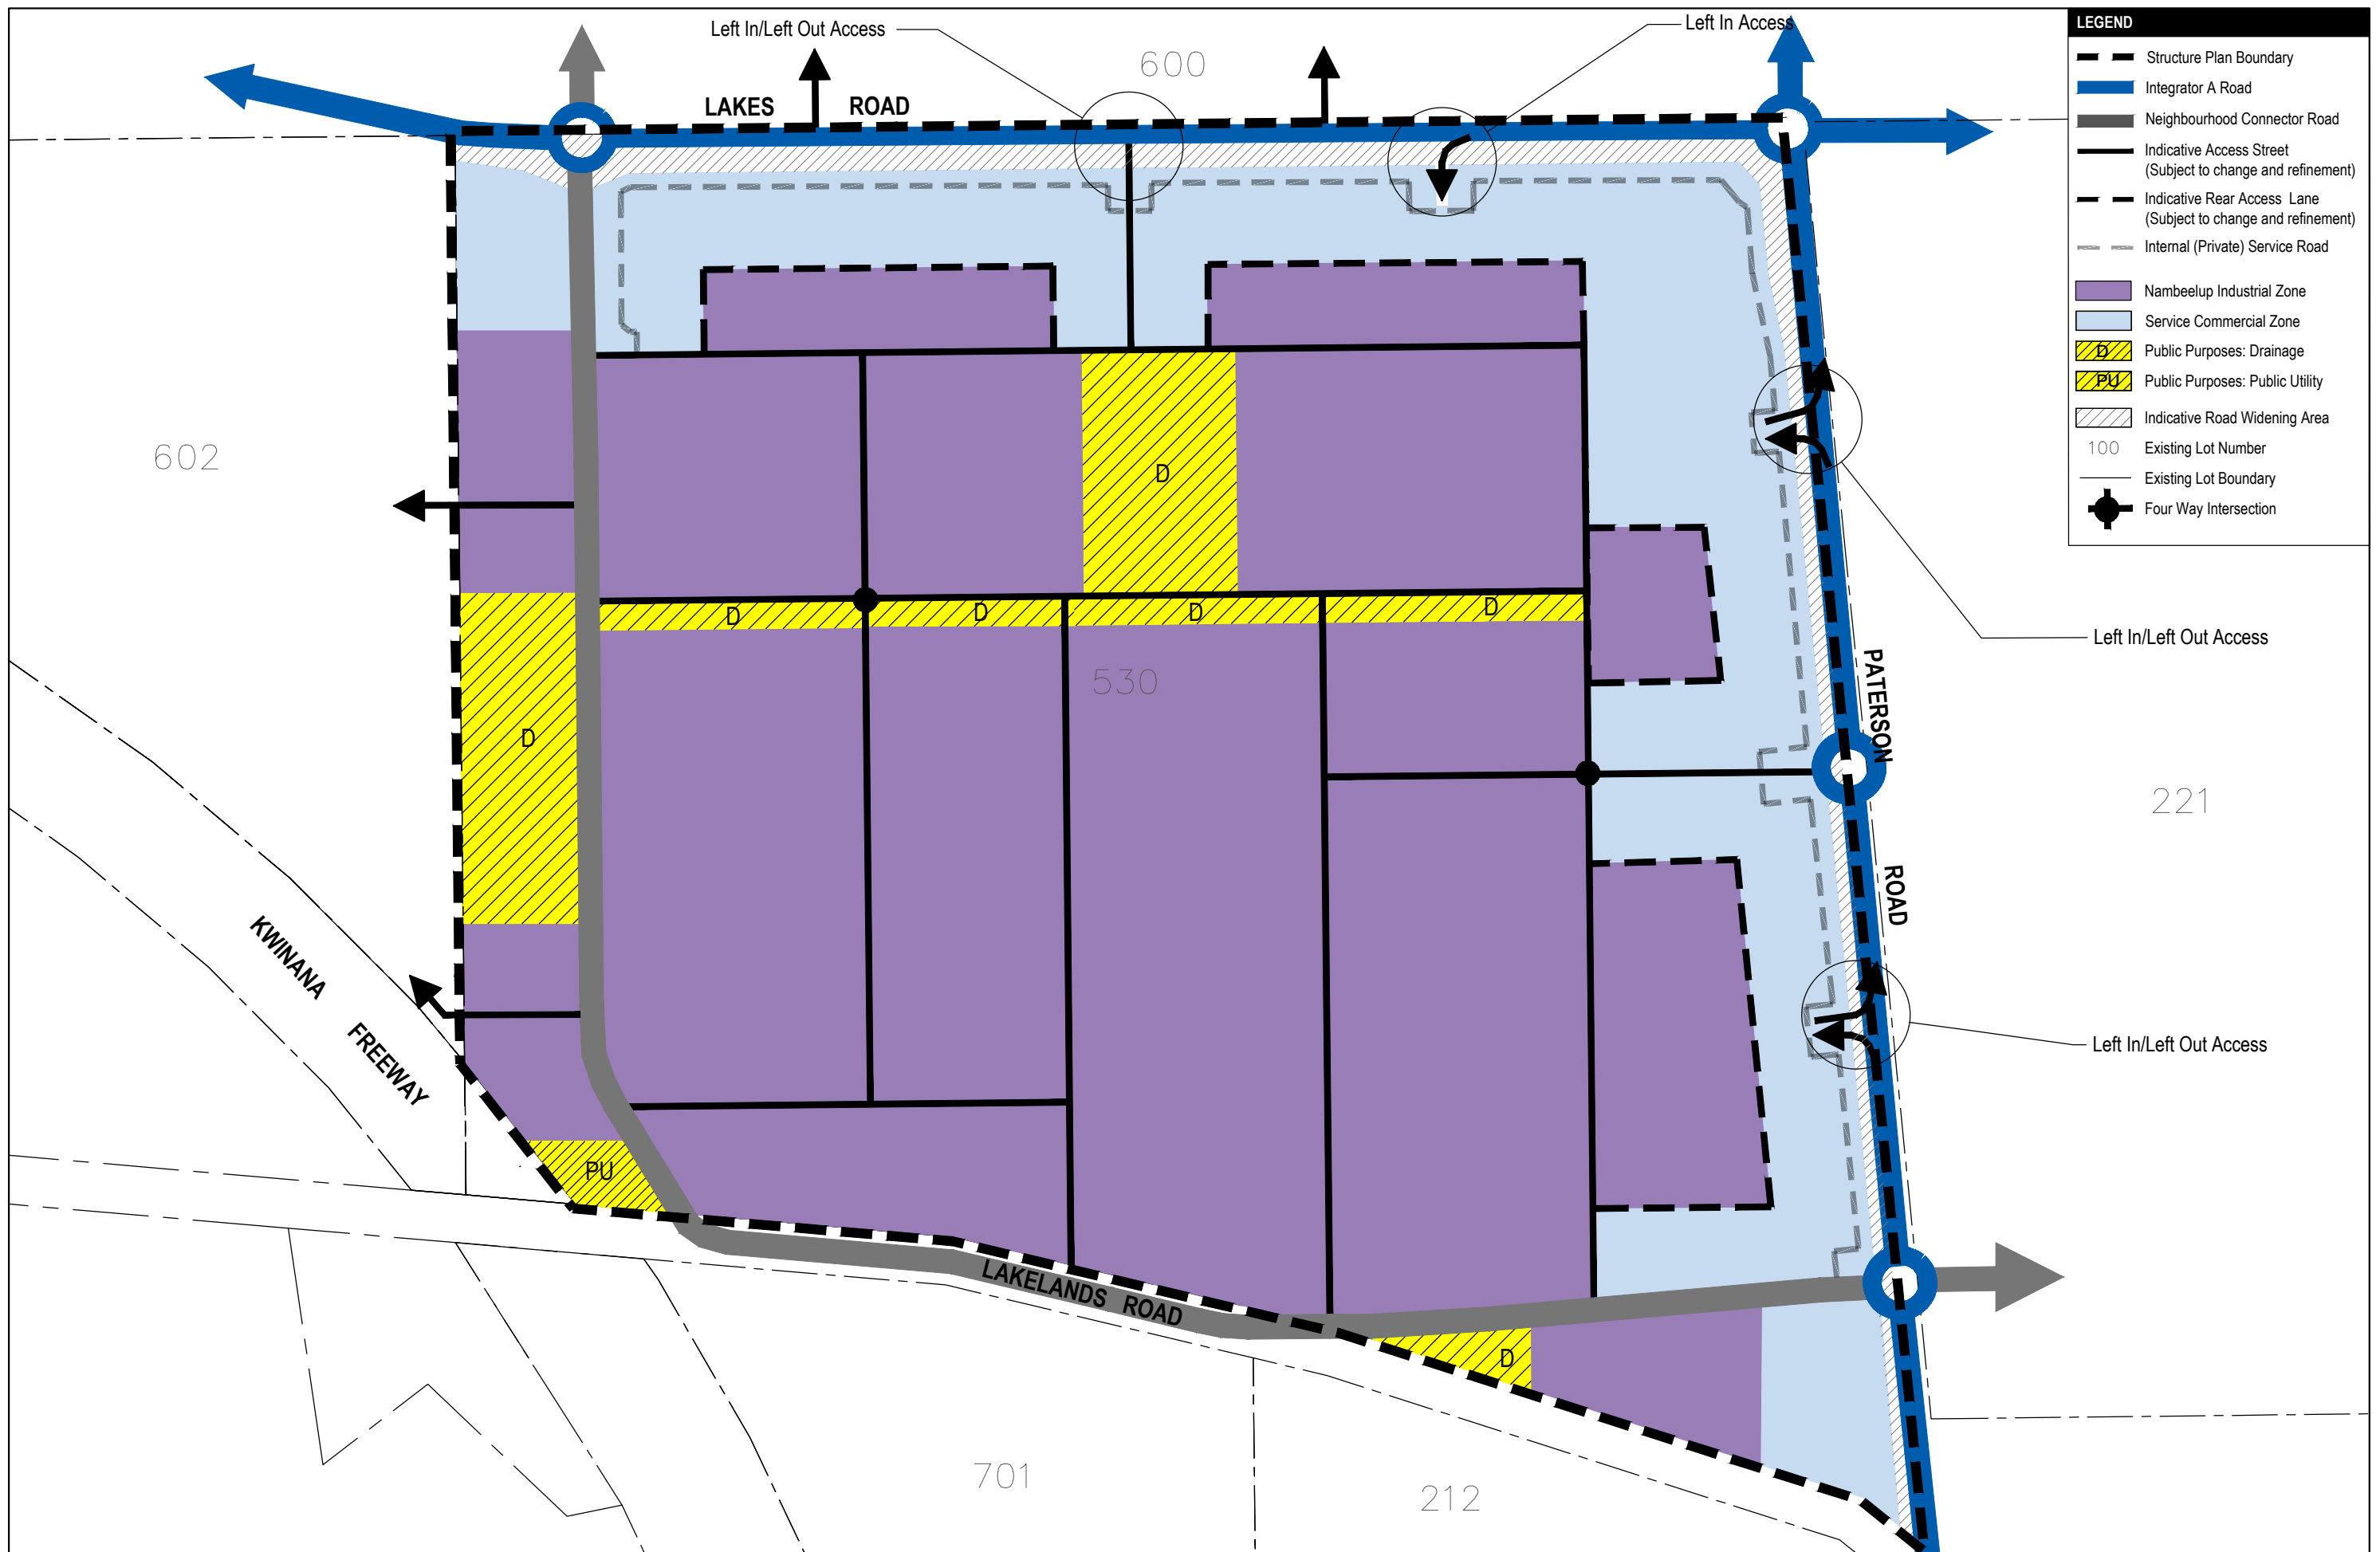 Left In/Left Out Access
Left In Access
600
LAKES ROAD
LEGEND
Structure Plan Boundary
Integrator A Road
Neighbourhood Connector Road
Indicative Access Street
(Subject to change and refinement)
Indicative Rear Access Lane
(Subject to change and refinement)
Internal (Private) Service Road
Nambeelup Industrial Zone
Service Commercial Zone
D Public Purposes: Drainage
PU Public Purposes: Public Utility
Indicative Road Widening Area
100 Existing Lot Number
Existing Lot Boundary
Four Way Intersection
602
D
D
D
D
D
Left In/Left Out Access
530
PATERSON
ROAD
D
221
KWINANA
FREEWAY
Left In/Left Out Access
PU
LAKELANDS ROAD
D
701
212